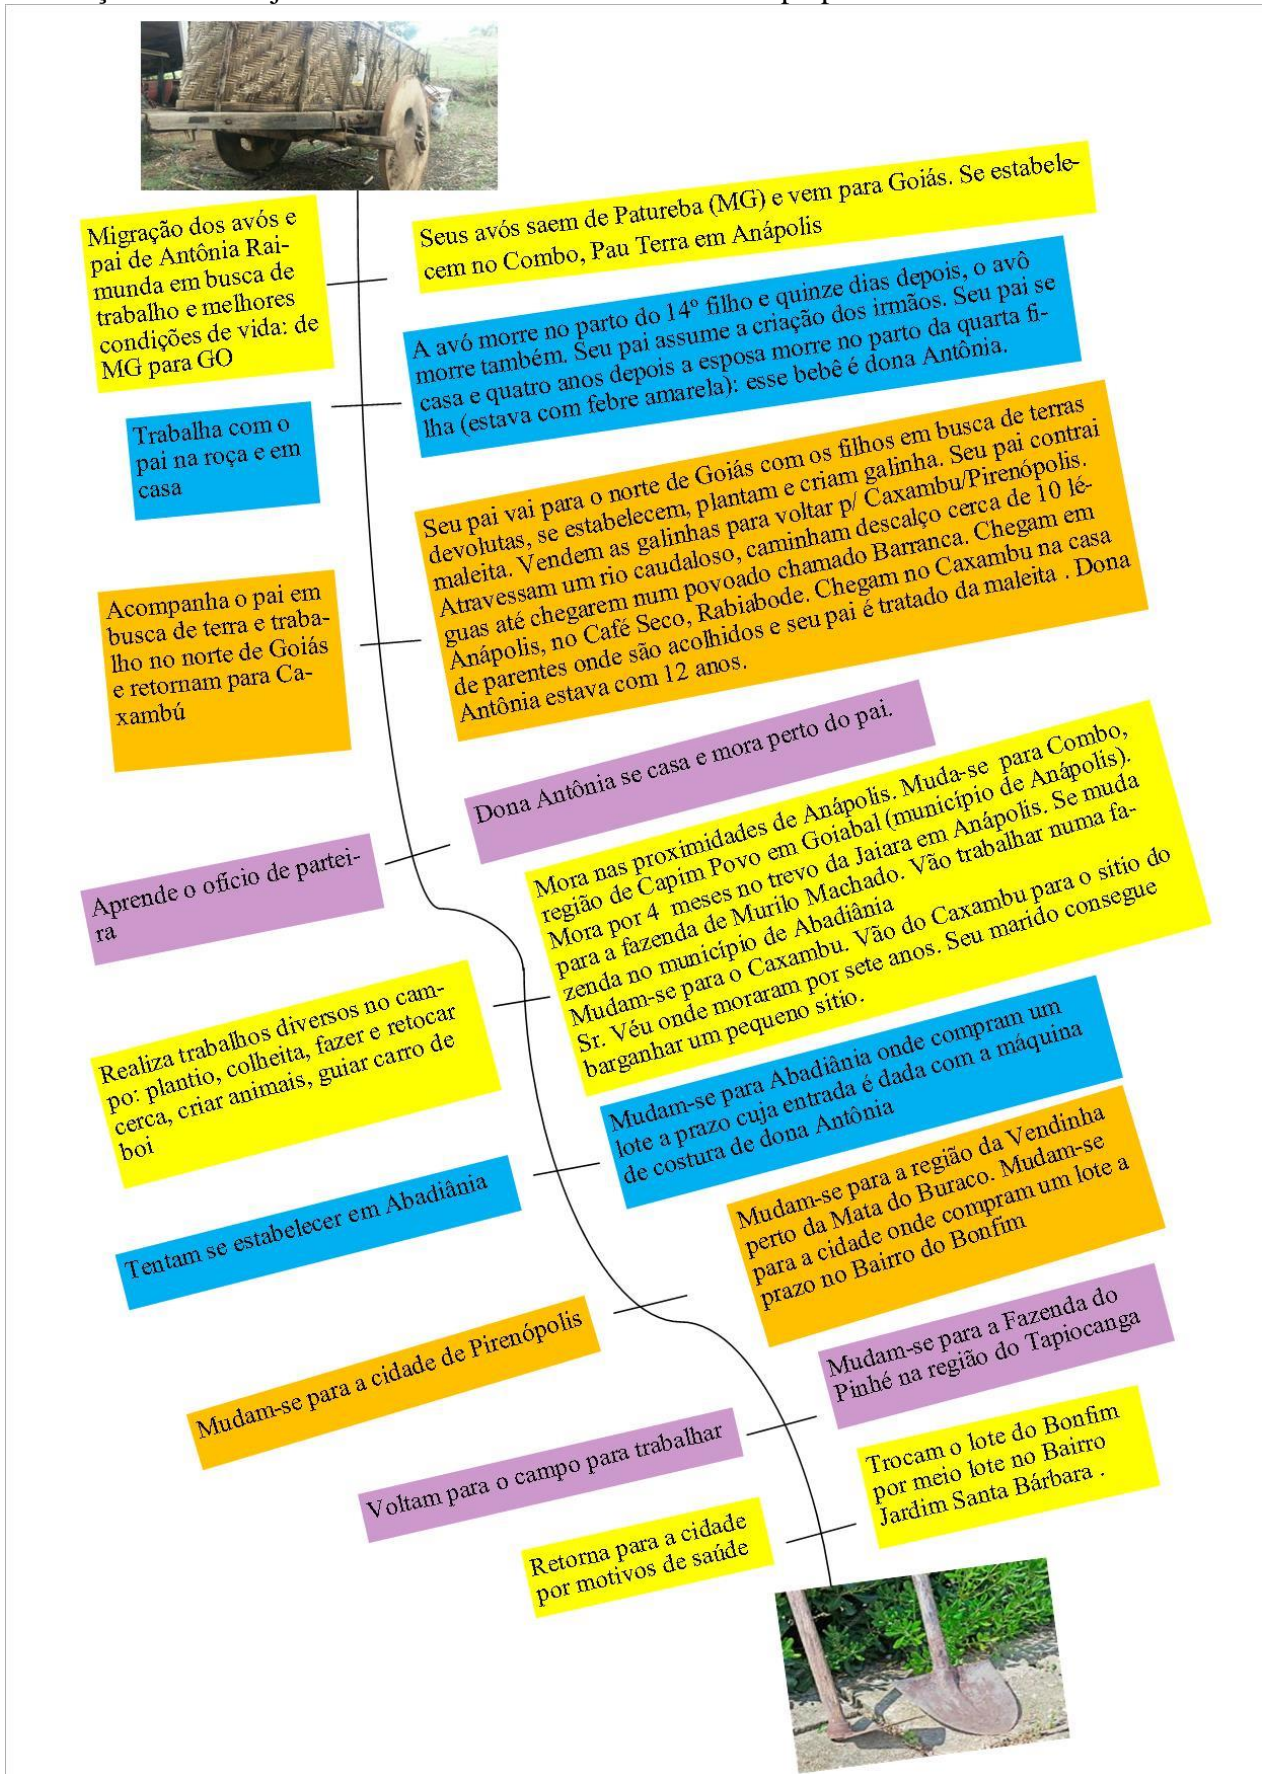 Migração dos avós e
pai de Antônia Rai-
munda em busca de
trabalho e melhores
condições de vida: de
MG para GO
Seus avós saem de Patureba (MG) e vem para Goiás. Se estabele-
cem no Combo, Pau Terra em Anápolis
Trabalha com o
pai na roça e em
casa
A avó morre no parto do 14º filho e quinze dias depois, o avô
morre também. Seu pai assume a criação dos irmãos. Seu pai se
casa e quatro anos depois a esposa morre no parto da quarta fi-
lha (estava com febre amarela): esse bebê é dona Antônia.
Acompanha o pai em
busca de terra e traba-
lho no norte de Goiás
e retornam para Ca-
xambú
Seu pai vai para o norte de Goiás com os filhos em busca de terras
devolutas, se estabelecem, plantam e criam galinha. Seu pai contrai
maleita. Vendem as galinhas para voltar p/ Caxambu/Pirenópolis.
Atravessam um rio caudaloso, caminham descalço cerca de 10 lé-
guas até chegarem num povoado chamado Barranca. Chegam em
Anápolis, no Café Seco, Rabiabode. Chegam no Caxambu na casa
de parentes onde são acolhidos e seu pai é tratado da maleita . Dona
Antônia estava com 12 anos.
Aprende o ofício de partei-
ra
Dona Antônia se casa e mora perto do pai.
Realiza trabalhos diversos no cam-
po: plantio, colheita, fazer e retocar
cerca, criar animais, guiar carro de
boi
Mora nas proximidades de Anápolis. Muda-se para Combo,
região de Capim Povo em Goiabal (município de Anápolis).
Mora por 4 meses no trevo da Jaiara em Anápolis. Se muda
para a fazenda de Murilo Machado. Vão trabalhar numa fa-
zenda no município de Abadiânia
Mudam-se para o Caxambu. Vão do Caxambu para o sítio do
Sr. Véu onde moraram por sete anos. Seu marido consegue
barganhar um pequeno sítio.
Tentam se estabelecer em Abadiânia
Mudam-se para Abadiânia onde compram um
lote a prazo cuja entrada é dada com a máquina
de costura de dona Antônia
Mudam-se para a cidade de Pirenópolis
Mudam-se para a região da Vendinha
perto da Mata do Buraco. Mudam-se
para a cidade onde compram um lote a
prazo no Bairro do Bonfim
Voltam para o campo para trabalhar
Mudam-se para a Fazenda do
Pinhé na região do Tapiocanga
Retorna para a cidade
por motivos de saúde
Trocam o lote do Bonfim
por meio lote no Bairro
Jardim Santa Bárbara .